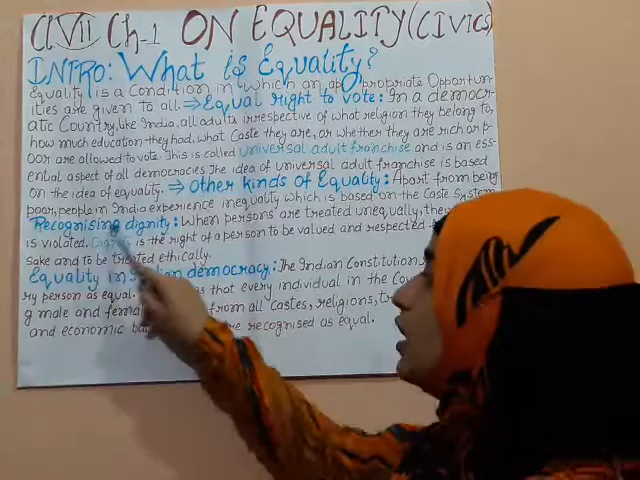 Cl VII Ch-1 ON EQUALITY (CIVICS)
INTRO: What is Equality?
Equality is a condition in which an appropriate Opportun-
ities are given to all. ⇒ Equal right to vote: In a democr-
atic Country, like India, all adults irrespective of what religion they belong to,
how much education they had, what Caste they are, or whether they are rich or p-
oor are allowed to vote. This is called universal adult franchise and is an ess-
ential aspect of all democracies The idea of universal adult franchise is based
on the idea of equality. ⇒ Other kinds of Equality: Apart from being
poor, people in India experience inequality which is based on the Caste System
Recognising dignity: When persons are treated unequally, their
is violated. Dignity is the right of a person to be valued and respected
sake and to be treated ethically.
Equality in Indian democracy: The Indian Constitution
ry person as equal. as that every individual in the Cou
g male and from all Castes, religions,
and economic re recognised as equal.